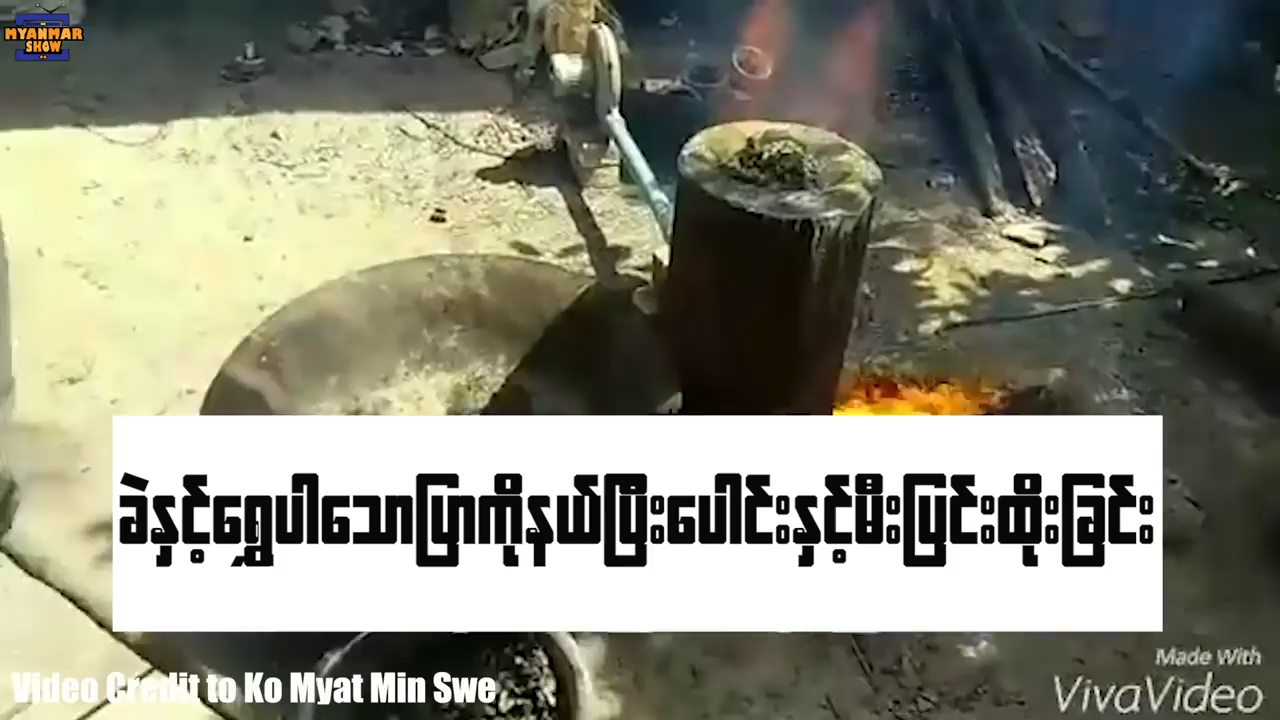 MYANMAR
SHOW
ခဲနှင့်ရွှေပါသောပြာကိုနယ်ပြီးပေါင်းနှင့်မီးပြင်းထိုးခြင်း
Video Credit to Ko Myat Min Swe
Made With
VivaVideo